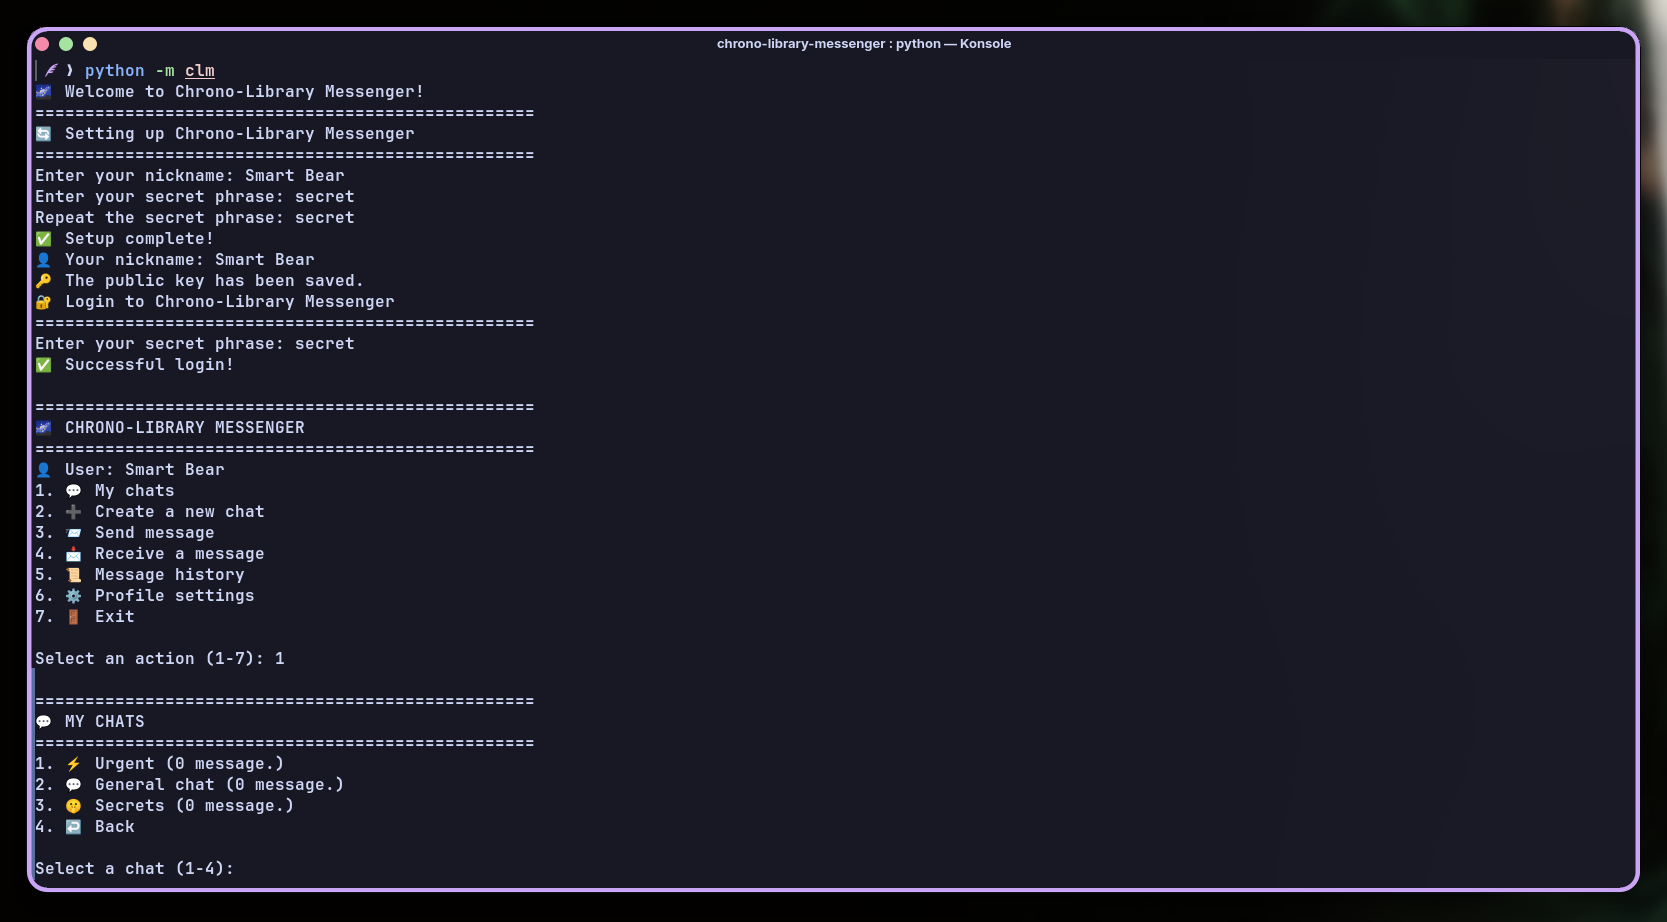 chrono-library-messenger : python — Konsole
❯ python -m clm
🌌 Welcome to Chrono-Library Messenger!
==================================================
🔄 Setting up Chrono-Library Messenger
==================================================
Enter your nickname: Smart Bear
Enter your secret phrase: secret
Repeat the secret phrase: secret
✅ Setup complete!
👤 Your nickname: Smart Bear
🔑 The public key has been saved.
🔐 Login to Chrono-Library Messenger
==================================================
Enter your secret phrase: secret
✅ Successful login!
==================================================
🌌 CHRONO-LIBRARY MESSENGER
==================================================
👤 User: Smart Bear
1. 💬 My chats
2. ➕ Create a new chat
3. 📨 Send message
4. 📩 Receive a message
5. 📜 Message history
6. ⚙️ Profile settings
7. 🚪 Exit
Select an action (1-7): 1
==================================================
💬 MY CHATS
==================================================
1. ⚡ Urgent (0 message.)
2. 💬 General chat (0 message.)
3. 🤫 Secrets (0 message.)
4. ↩️ Back
Select a chat (1-4):